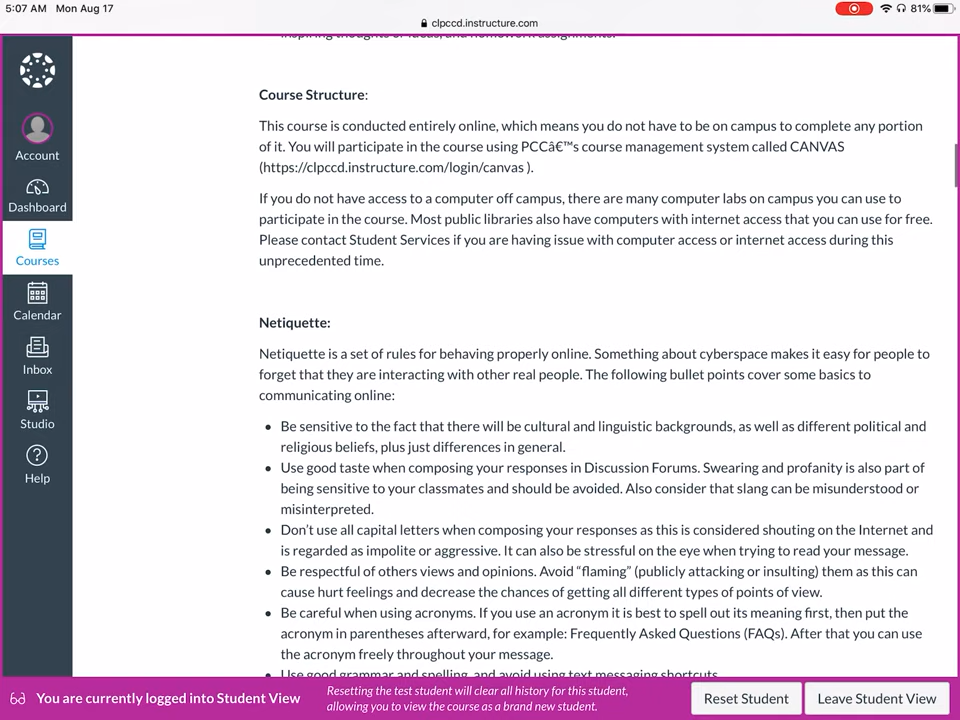 5:07 AM Mon Aug 17
81%
clpccd.instructure.com
inspiring thoughts or ideas, and homework assignments.
Account
Dashboard
Courses
Calendar
Inbox
Studio
Help
Course Structure:
This course is conducted entirely online, which means you do not have to be on campus to complete any portion
of it. You will participate in the course using PCCâ€™s course management system called CANVAS
(https://clpccd.instructure.com/login/canvas ).
If you do not have access to a computer off campus, there are many computer labs on campus you can use to
participate in the course. Most public libraries also have computers with internet access that you can use for free.
Please contact Student Services if you are having issue with computer access or internet access during this
unprecedented time.
Netiquette:
Netiquette is a set of rules for behaving properly online. Something about cyberspace makes it easy for people to
forget that they are interacting with other real people. The following bullet points cover some basics to
communicating online:
• Be sensitive to the fact that there will be cultural and linguistic backgrounds, as well as different political and
religious beliefs, plus just differences in general.
• Use good taste when composing your responses in Discussion Forums. Swearing and profanity is also part of
being sensitive to your classmates and should be avoided. Also consider that slang can be misunderstood or
misinterpreted.
• Don’t use all capital letters when composing your responses as this is considered shouting on the Internet and
is regarded as impolite or aggressive. It can also be stressful on the eye when trying to read your message.
• Be respectful of others views and opinions. Avoid “flaming” (publicly attacking or insulting) them as this can
cause hurt feelings and decrease the chances of getting all different types of points of view.
• Be careful when using acronyms. If you use an acronym it is best to spell out its meaning first, then put the
acronym in parentheses afterward, for example: Frequently Asked Questions (FAQs). After that you can use
the acronym freely throughout your message.
• Use good grammar and spelling, and avoid using text messaging shortcuts.
You are currently logged into Student View
Resetting the test student will clear all history for this student,
allowing you to view the course as a brand new student.
Reset Student
Leave Student View